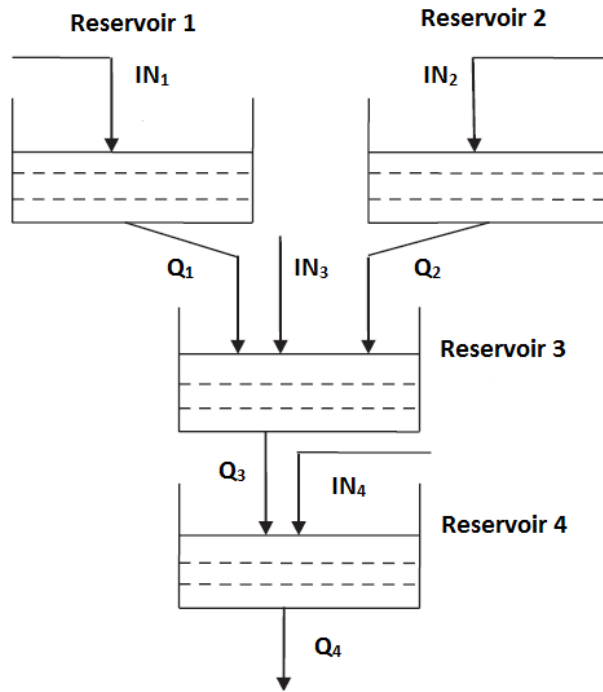 Reservoir 1
Reservoir 2
IN₁
IN₂
Q₁
IN₃
Q₂
Reservoir 3
Q₃
IN₄
Reservoir 4
Q₄